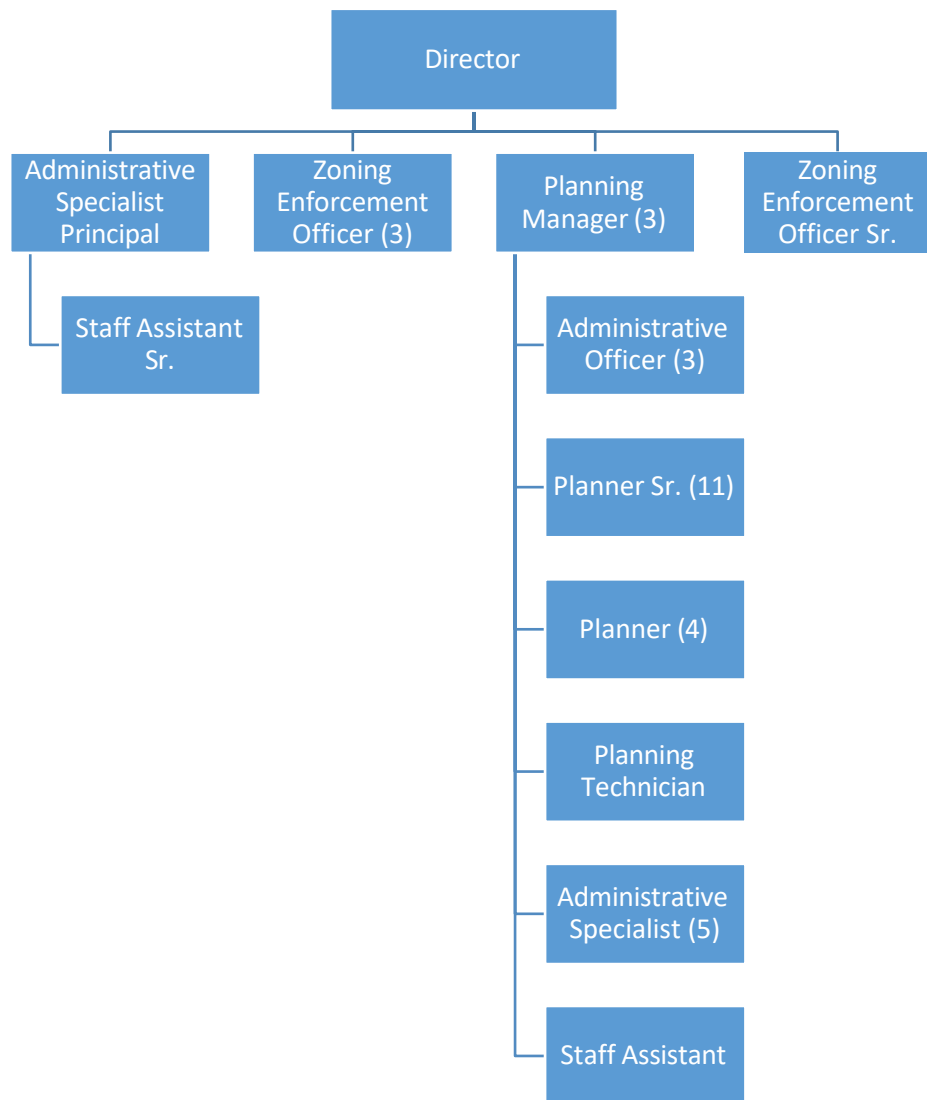 Director
Administrative
Specialist
Principal
Zoning
Enforcement
Officer (3)
Planning
Manager (3)
Zoning
Enforcement
Officer Sr.
Staff Assistant
Sr.
Administrative
Officer (3)
Planner Sr. (11)
Planner (4)
Planning
Technician
Administrative
Specialist (5)
Staff Assistant